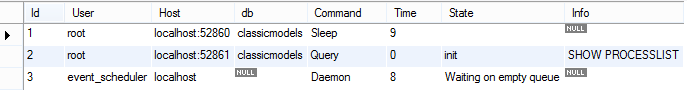 Id User Host db Command Time State Info
1 root localhost:52860 classicmodels Sleep 9 NULL
2 root localhost:52861 classicmodels Query 0 init SHOW PROCESSLIST
3 event_scheduler localhost NULL Daemon 8 Waiting on empty queue NULL